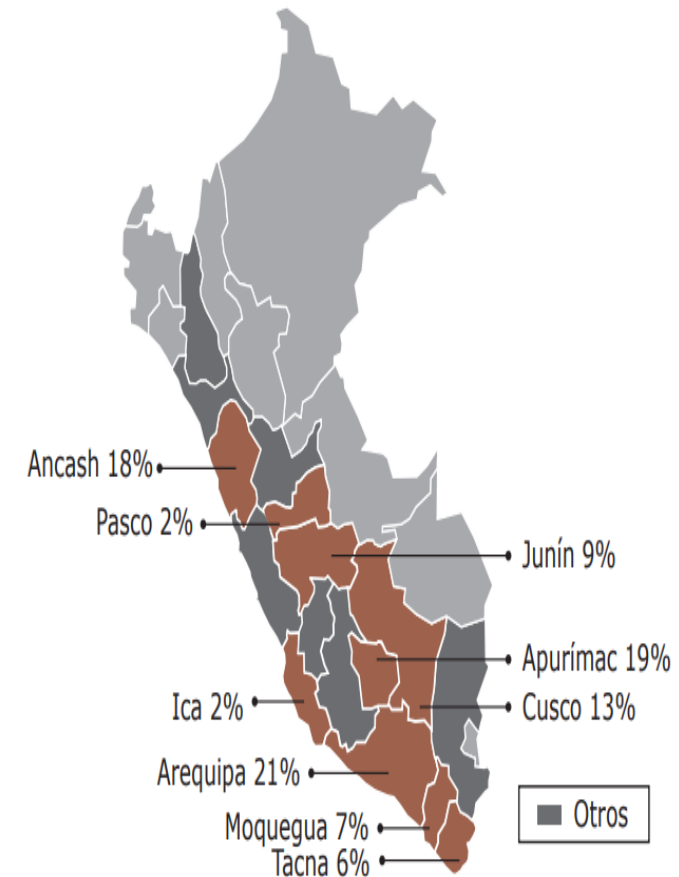 Ancash 18%
Pasco 2%
Junín 9%
Apurímac 19%
Ica 2%
Cusco 13%
Arequipa 21%
Moquegua 7%
Tacna 6%
Otros